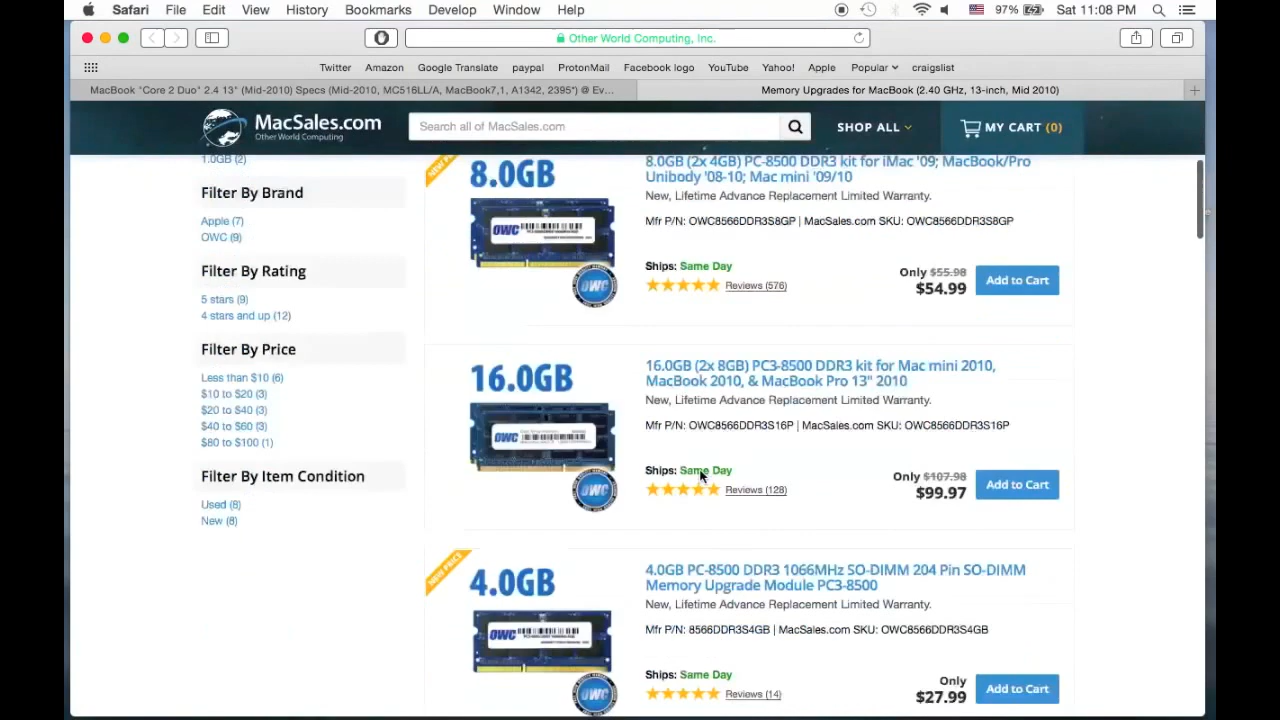 Safari File Edit View History Bookmarks Develop Window Help 97% Sat 11:08 PM
Other World Computing, Inc.
Twitter Amazon Google Translate paypal ProtonMail Facebook logo YouTube Yahoo! Apple Popular craigslist
MacBook "Core 2 Duo" 2.4 13" (Mid-2010) Specs (Mid-2010, MC516LL/A, MacBook7,1, A1342, 2395*) @ Ev... Memory Upgrades for MacBook (2.40 GHz, 13-inch, Mid 2010)
MacSales.com
Other World Computing
Search all of MacSales.com
SHOP ALL
MY CART (0)
1.0GB (2)
Filter By Brand
Apple (7)
OWC (9)
Filter By Rating
5 stars (9)
4 stars and up (12)
Filter By Price
Less than $10 (6)
$10 to $20 (3)
$20 to $40 (3)
$40 to $60 (3)
$80 to $100 (1)
Filter By Item Condition
Used (8)
New (8)
8.0GB
OWC
OWC
8.0GB (2x 4GB) PC-8500 DDR3 kit for iMac '09; MacBook/Pro
Unibody '08-10; Mac mini '09/10
New, Lifetime Advance Replacement Limited Warranty.
Mfr P/N: OWC8566DDR3S8GP | MacSales.com SKU: OWC8566DDR3S8GP
Ships: Same Day
Reviews (576)
Only $55.98
$54.99
Add to Cart
16.0GB
OWC
OWC
16.0GB (2x 8GB) PC3-8500 DDR3 kit for Mac mini 2010,
MacBook 2010, & MacBook Pro 13" 2010
New, Lifetime Advance Replacement Limited Warranty.
Mfr P/N: OWC8566DDR3S16P | MacSales.com SKU: OWC8566DDR3S16P
Ships: Same Day
Reviews (128)
Only $107.98
$99.97
Add to Cart
NEW PRICE
4.0GB
OWC
OWC
4.0GB PC-8500 DDR3 1066MHz SO-DIMM 204 Pin SO-DIMM
Memory Upgrade Module PC3-8500
New, Lifetime Advance Replacement Limited Warranty.
Mfr P/N: 8566DDR3S4GB | MacSales.com SKU: OWC8566DDR3S4GB
Ships: Same Day
Reviews (14)
Only
$27.99
Add to Cart